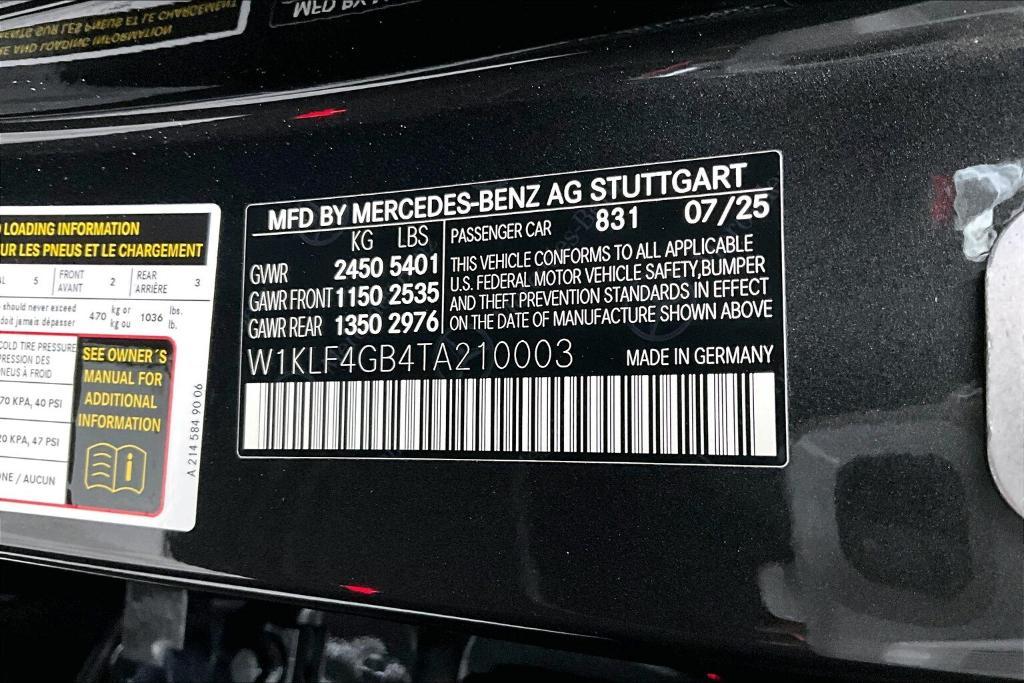 MFD BY MERCEDES-BENZ AG STUTTGART
KG LBS
GVWR 2450 5401
GAWR FRONT 1150 2535
GAWR REAR 1350 2976
PASSENGER CAR 831 07/25
THIS VEHICLE CONFORMS TO ALL APPLICABLE
U.S. FEDERAL MOTOR VEHICLE SAFETY,BUMPER
AND THEFT PREVENTION STANDARDS IN EFFECT
ON THE DATE OF MANUFACTURE SHOWN ABOVE
W1KLF4GB4TA210003 MADE IN GERMANY
LOADING INFORMATION
UR LES PNEUS ET LE CHARGEMENT
5 FRONT AVANT 2 REAR ARRIÈRE 3
should never exceed
doit jamais dépasser
470 kg or kg ou 1036 lbs. lb.
COLD TIRE PRESSURE
PRESSION DES
PNEUS À FROID
70 KPA, 40 PSI
20 KPA, 47 PSI
NE / AUCUN
SEE OWNER´S
MANUAL FOR
ADDITIONAL
INFORMATION
A 214 584 90 06